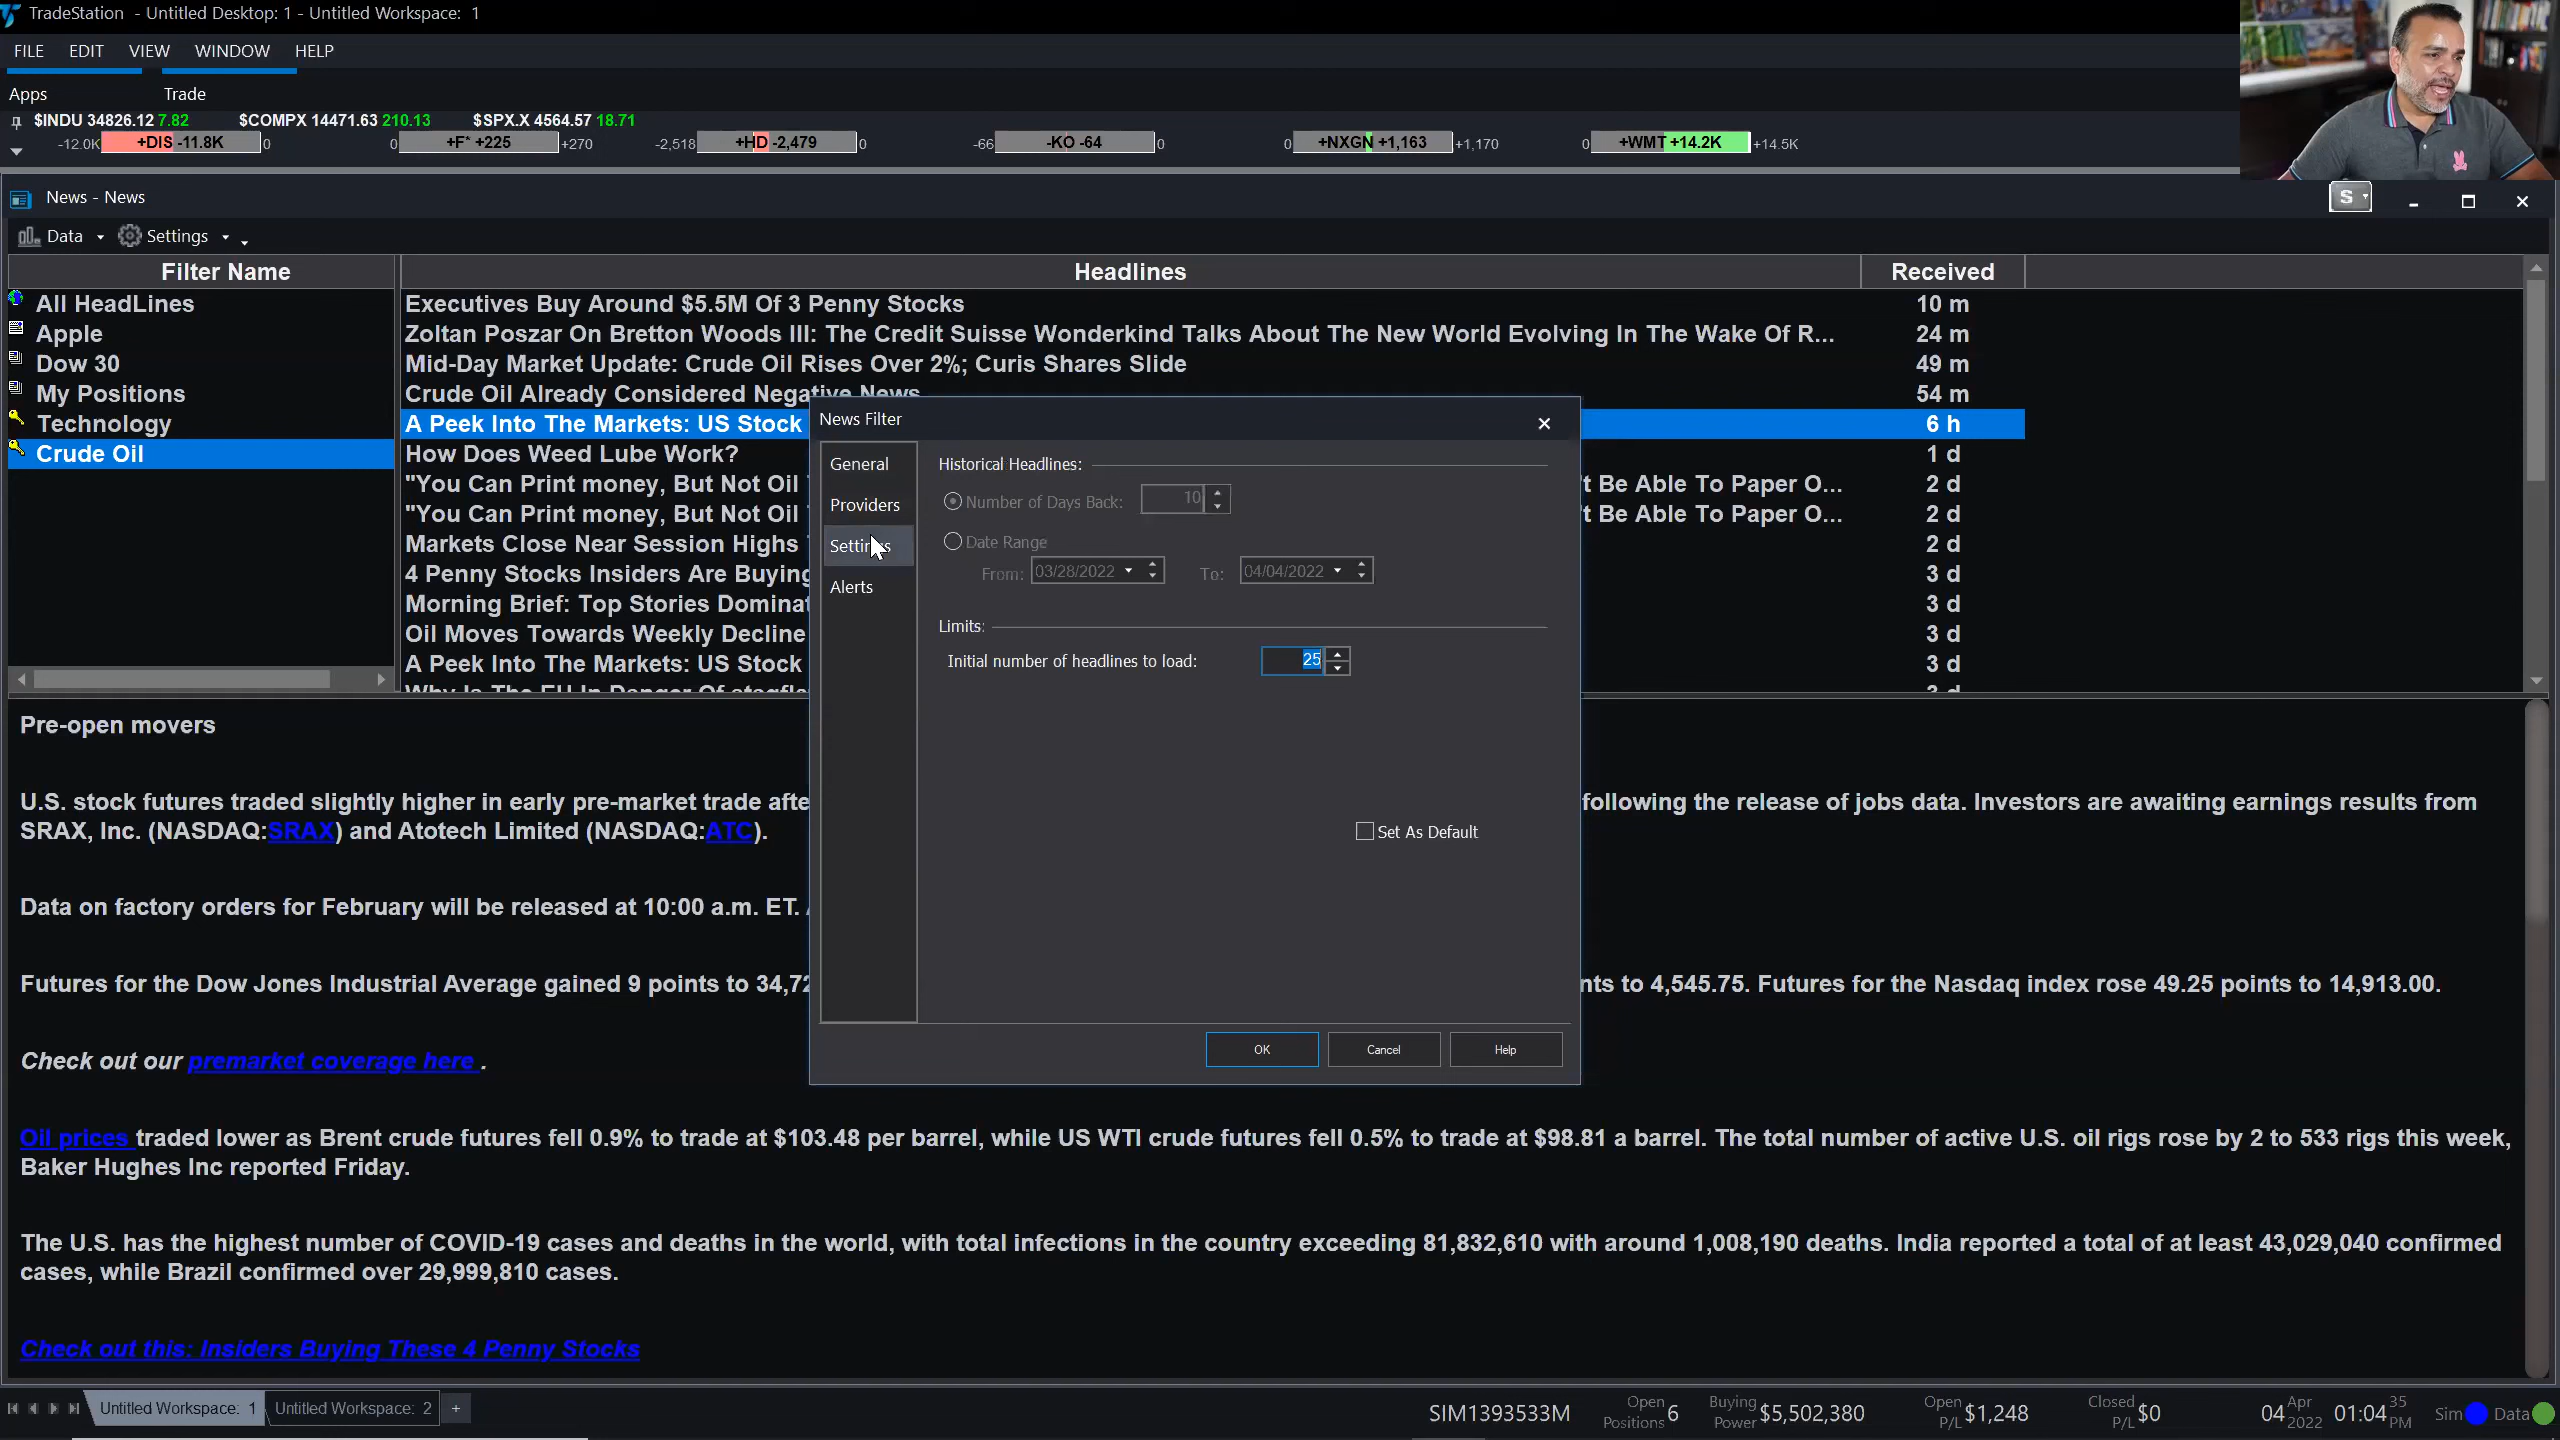 TradeStation - Untitled Desktop: 1 - Untitled Workspace: 1
FILE EDIT VIEW WINDOW HELP
Apps Trade
$INDU 34826.12 7.82 $COMPX 14471.63 210.13 $SPX.X 4564.57 18.71
-12.0K +DIS -11.8K 0 0 +F* +225 +270 -2,518 +HD -2,479 0 -66 -KO -64 0 0 +NXGN +1,163 +1,170 0 +WMT +14.2K +14.5K
News - News S
Data Settings
Filter Name Headlines Received
All HeadLines Executives Buy Around $5.5M Of 3 Penny Stocks 10 m
Apple Zoltan Poszar On Bretton Woods III: The Credit Suisse Wonderkind Talks About The New World Evolving In The Wake Of R... 24 m
Dow 30 Mid-Day Market Update: Crude Oil Rises Over 2%; Curis Shares Slide 49 m
My Positions Crude Oil Already Considered Negative News 54 m
Technology A Peek Into The Markets: US Stock 6 h
Crude Oil How Does Weed Lube Work? 1 d
"You Can Print money, But Not Oil 't Be Able To Paper O... 2 d
"You Can Print money, But Not Oil 't Be Able To Paper O... 2 d
Markets Close Near Session Highs 2 d
4 Penny Stocks Insiders Are Buying 3 d
Morning Brief: Top Stories Dominat 3 d
Oil Moves Towards Weekly Decline 3 d
A Peek Into The Markets: US Stock 3 d
Why Is The EU In Danger Of 3 d
News Filter
General
Providers
Settings
Alerts
Historical Headlines:
Number of Days Back: 10
Date Range
From: 03/28/2022 To: 04/04/2022
Limits:
Initial number of headlines to load: 25
Set As Default
OK Cancel Help
Pre-open movers
U.S. stock futures traded slightly higher in early pre-market trade afte following the release of jobs data. Investors are awaiting earnings results from
SRAX, Inc. (NASDAQ:SRAX) and Atotech Limited (NASDAQ:ATC).
Data on factory orders for February will be released at 10:00 a.m. ET.
Futures for the Dow Jones Industrial Average gained 9 points to 34,72 nts to 4,545.75. Futures for the Nasdaq index rose 49.25 points to 14,913.00.
Check out our premarket coverage here .
Oil prices traded lower as Brent crude futures fell 0.9% to trade at $103.48 per barrel, while US WTI crude futures fell 0.5% to trade at $98.81 a barrel. The total number of active U.S. oil rigs rose by 2 to 533 rigs this week,
Baker Hughes Inc reported Friday.
The U.S. has the highest number of COVID-19 cases and deaths in the world, with total infections in the country exceeding 81,832,610 with around 1,008,190 deaths. India reported a total of at least 43,029,040 confirmed
cases, while Brazil confirmed over 29,999,810 cases.
Check out this: Insiders Buying These 4 Penny Stocks
Untitled Workspace: 1 Untitled Workspace: 2 + SIM1393533M Open Positions 6 Buying Power $5,502,380 Open P/L $1,248 Closed P/L $0 04 Apr 2022 01:04 35 PM Sim Data